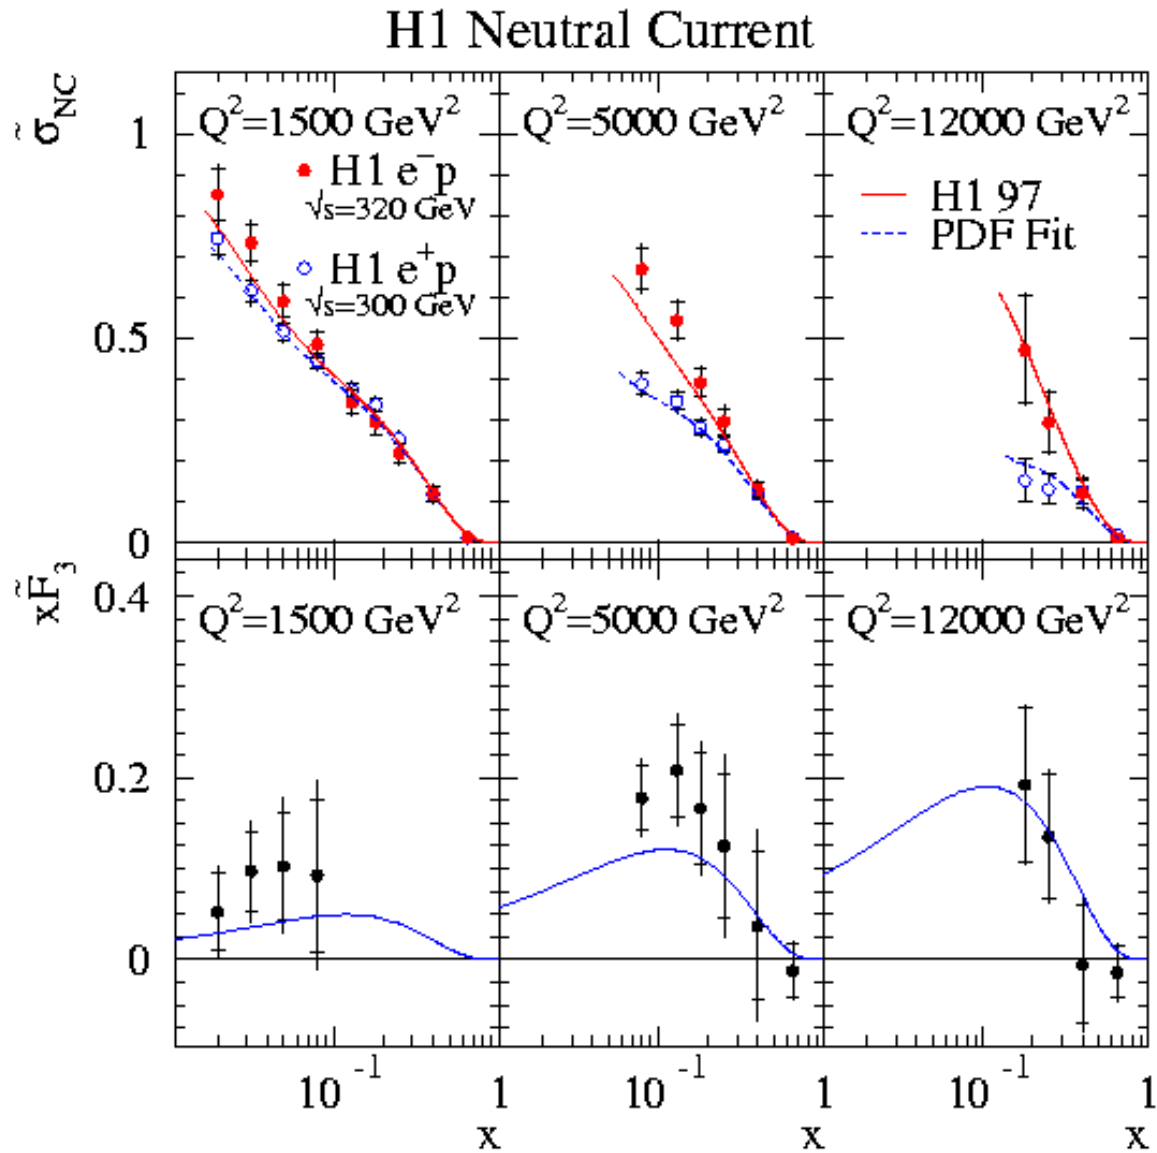 H1 Neutral Current
σ̃_NC
Q²=1500 GeV²
Q²=5000 GeV²
Q²=12000 GeV²
1
0.5
0
H1 e⁻p
√s=320 GeV
H1 e⁺p
√s=300 GeV
H1 97
PDF Fit
xF̃₃
Q²=1500 GeV²
Q²=5000 GeV²
Q²=12000 GeV²
0.4
0.2
0
10⁻¹ 1 10⁻¹ 1 10⁻¹ 1
x x x